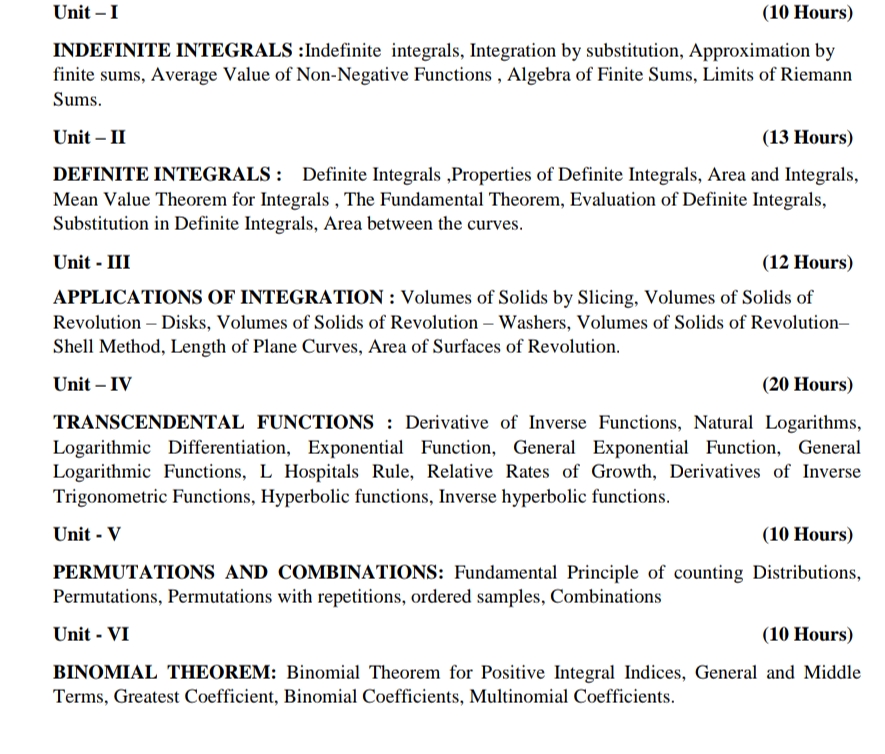 Unit – I (10 Hours)
INDEFINITE INTEGRALS :Indefinite integrals, Integration by substitution, Approximation by
finite sums, Average Value of Non-Negative Functions , Algebra of Finite Sums, Limits of Riemann
Sums.
Unit – II (13 Hours)
DEFINITE INTEGRALS : Definite Integrals ,Properties of Definite Integrals, Area and Integrals,
Mean Value Theorem for Integrals , The Fundamental Theorem, Evaluation of Definite Integrals,
Substitution in Definite Integrals, Area between the curves.
Unit - III (12 Hours)
APPLICATIONS OF INTEGRATION : Volumes of Solids by Slicing, Volumes of Solids of
Revolution – Disks, Volumes of Solids of Revolution – Washers, Volumes of Solids of Revolution–
Shell Method, Length of Plane Curves, Area of Surfaces of Revolution.
Unit – IV (20 Hours)
TRANSCENDENTAL FUNCTIONS : Derivative of Inverse Functions, Natural Logarithms,
Logarithmic Differentiation, Exponential Function, General Exponential Function, General
Logarithmic Functions, L Hospitals Rule, Relative Rates of Growth, Derivatives of Inverse
Trigonometric Functions, Hyperbolic functions, Inverse hyperbolic functions.
Unit - V (10 Hours)
PERMUTATIONS AND COMBINATIONS: Fundamental Principle of counting Distributions,
Permutations, Permutations with repetitions, ordered samples, Combinations
Unit - VI (10 Hours)
BINOMIAL THEOREM: Binomial Theorem for Positive Integral Indices, General and Middle
Terms, Greatest Coefficient, Binomial Coefficients, Multinomial Coefficients.